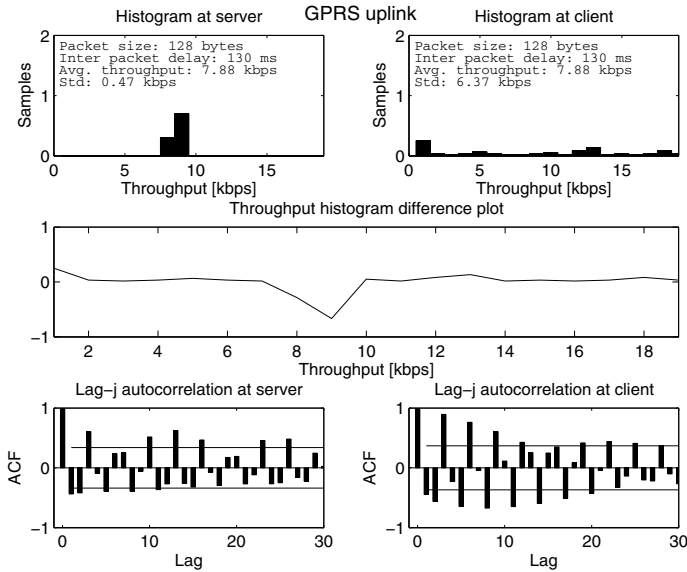 GPRS uplink
Histogram at server
2
1
0
Samples
Packet size: 128 bytes
Inter packet delay: 130 ms
Avg. throughput: 7.88 kbps
Std: 0.47 kbps
0 5 10 15
Throughput [kbps]
Histogram at client
2
1
0
Samples
Packet size: 128 bytes
Inter packet delay: 130 ms
Avg. throughput: 7.88 kbps
Std: 6.37 kbps
0 5 10 15
Throughput [kbps]
Throughput histogram difference plot
1
0
−1
2 4 6 8 10 12 14 16 18
Throughput [kbps]
Lag−j autocorrelation at server
1
0
−1
ACF
0 10 20 30
Lag
Lag−j autocorrelation at client
1
0
−1
ACF
0 10 20 30
Lag